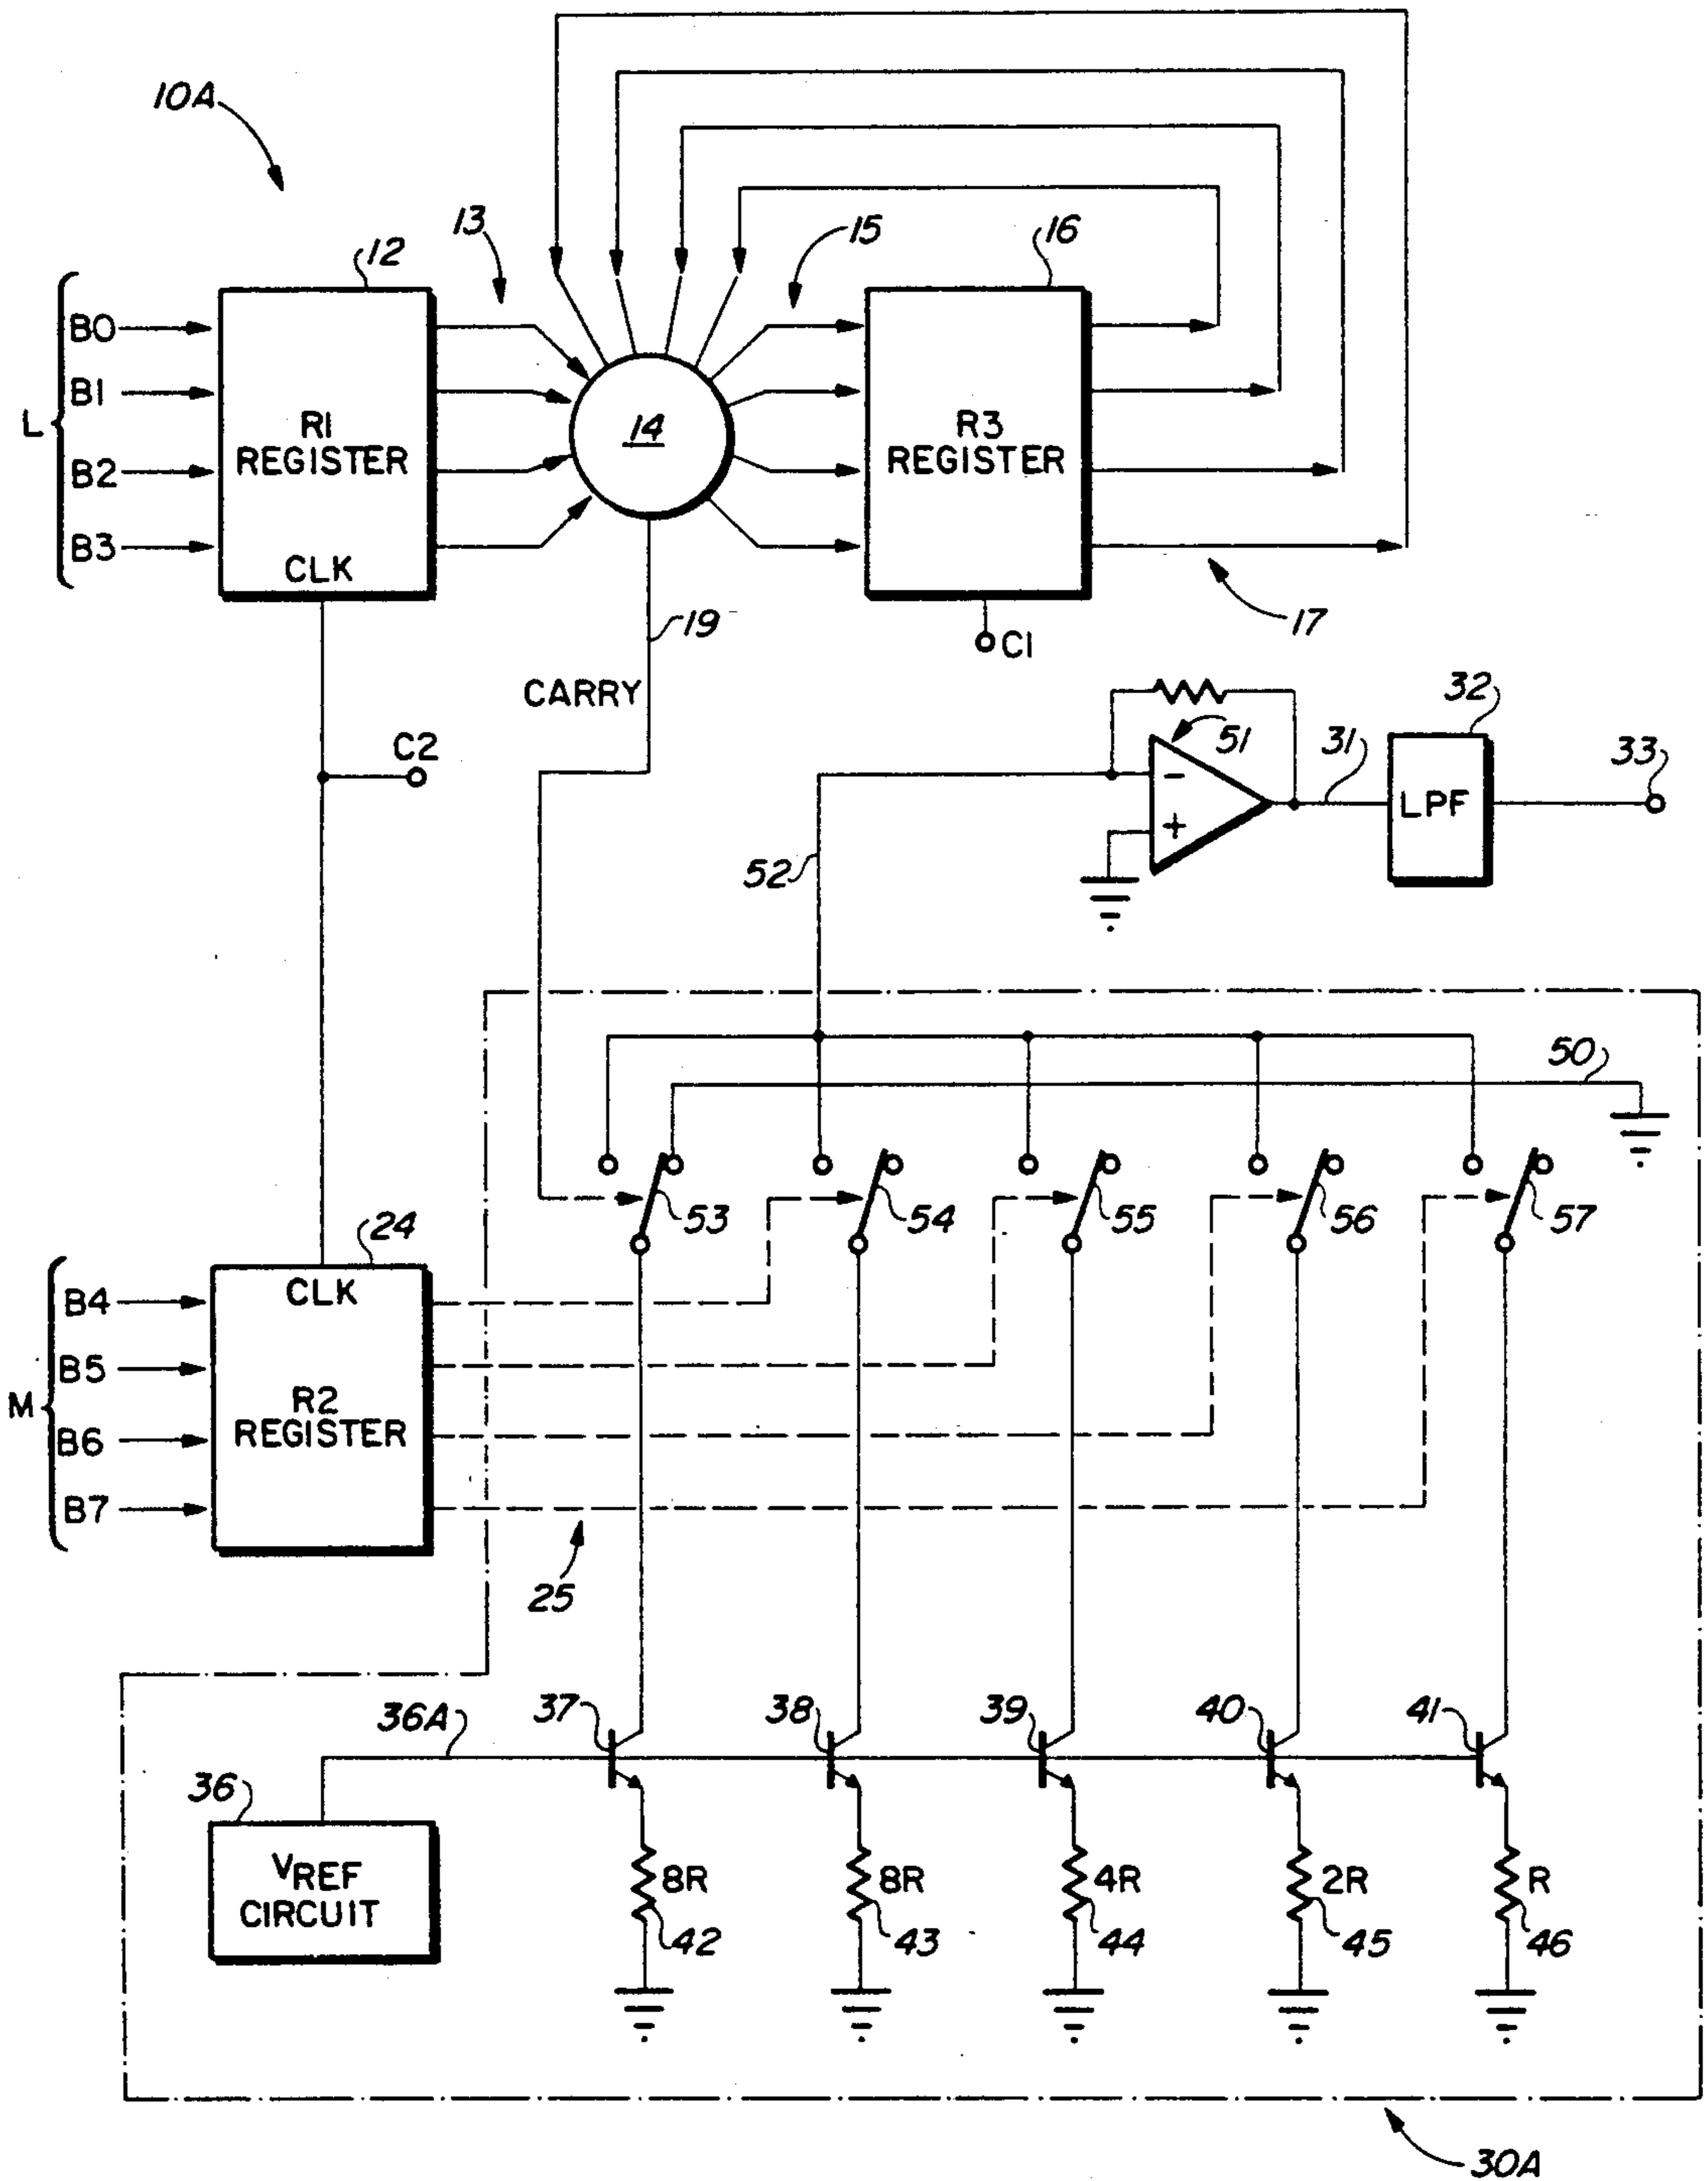 10A
13
15
12
16
L
B0
B1
B2
B3
R1
REGISTER
CLK
14
R3
REGISTER
19
C1
17
CARRY
C2
51
31
32
33
LPF
-
+
52
50
53
54
55
56
57
24
M
B4
B5
B6
B7
CLK
R2
REGISTER
25
36A
37
38
39
40
41
36
VREF
CIRCUIT
8R
8R
4R
2R
R
42
43
44
45
46
30A